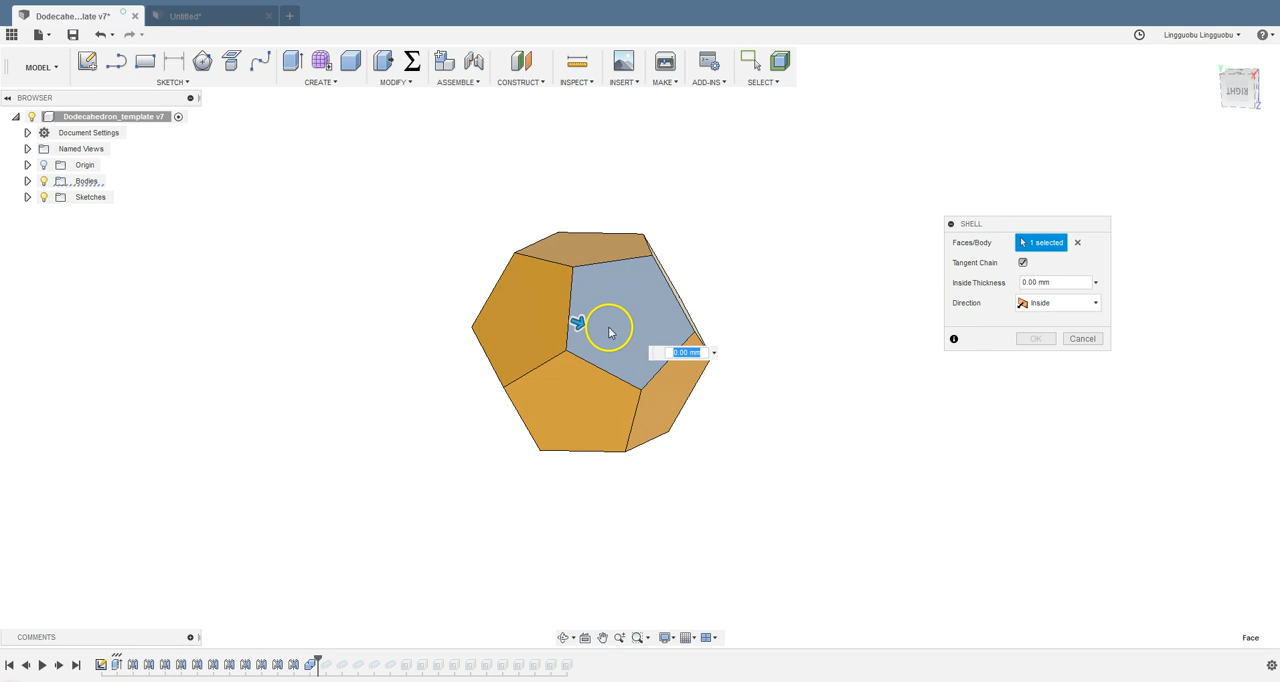 Dodecahe...late v7*
Untitled*
Lingguobu Lingguobu
MODEL
SKETCH
CREATE
MODIFY
ASSEMBLE
CONSTRUCT
INSPECT
INSERT
MAKE
ADD-INS
SELECT
BROWSER
Dodecahedron_template v7
Document Settings
Named Views
Origin
Bodies
Sketches
RIGHT
X
Y
Z
SHELL
Faces/Body
1 selected
Tangent Chain
Inside Thickness
0.00 mm
Direction
Inside
OK
Cancel
0.00 mm
COMMENTS
Face